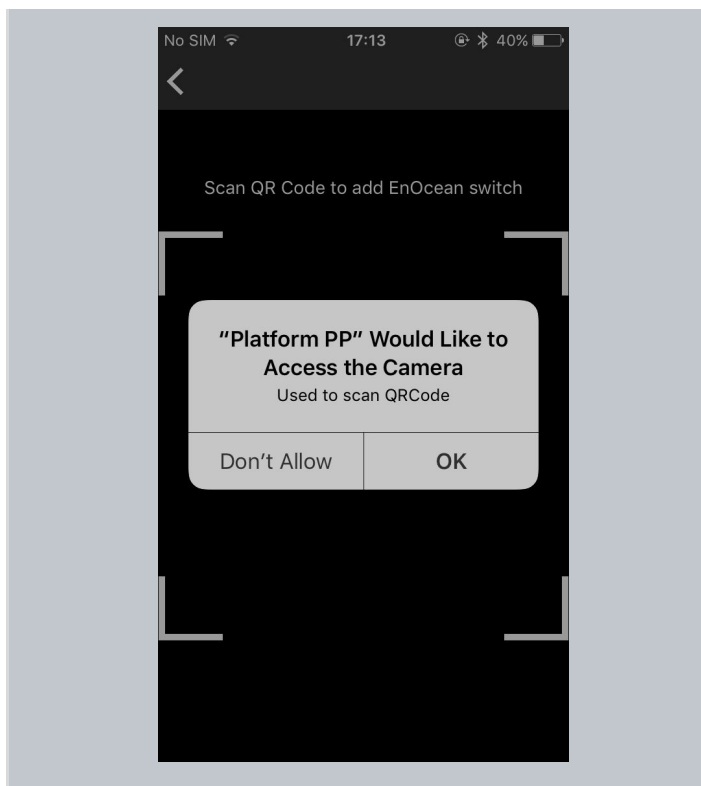 No SIM 17:13 40%
Scan QR Code to add EnOcean switch
"Platform PP" Would Like to
Access the Camera
Used to scan QRCode
Don't Allow OK